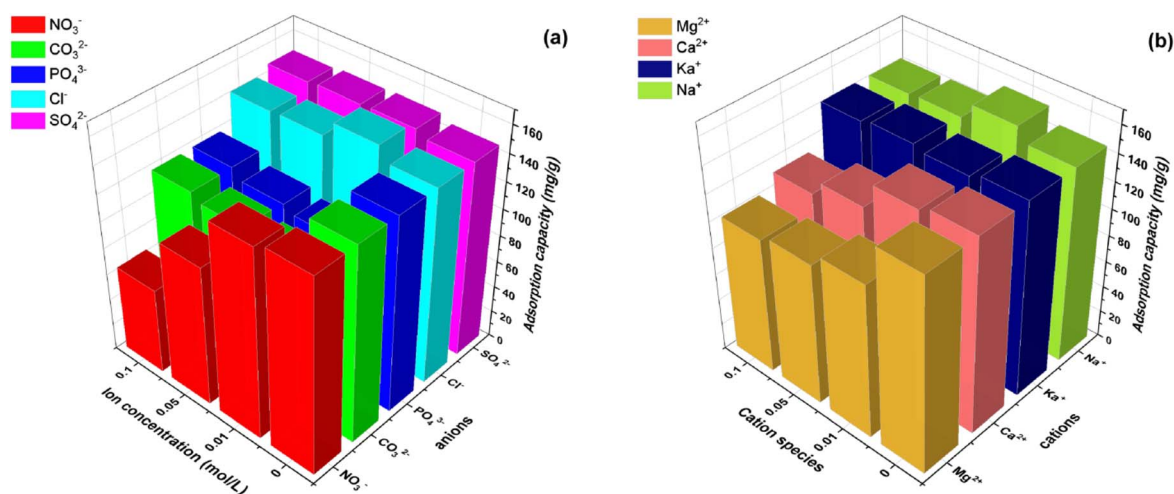 NO₃⁻
CO₃²⁻
PO₄³⁻
Cl⁻
SO₄²⁻
(a)
160
140
120
100
80
60
40
20
0
Adsorption capacity (mg/g)
0.1
0.05
0.01
0
Ion concentration (mol/L)
NO₃⁻
CO₃²⁻
PO₄³⁻
Cl⁻
SO₄²⁻
anions
Mg²⁺
Ca²⁺
Ka⁺
Na⁺
(b)
160
140
120
100
80
60
40
20
0
Adsorption capacity (mg/g)
0.1
0.05
0.01
0
Cation species
Mg²⁺
Ca²⁺
Ka⁺
Na⁺
cations